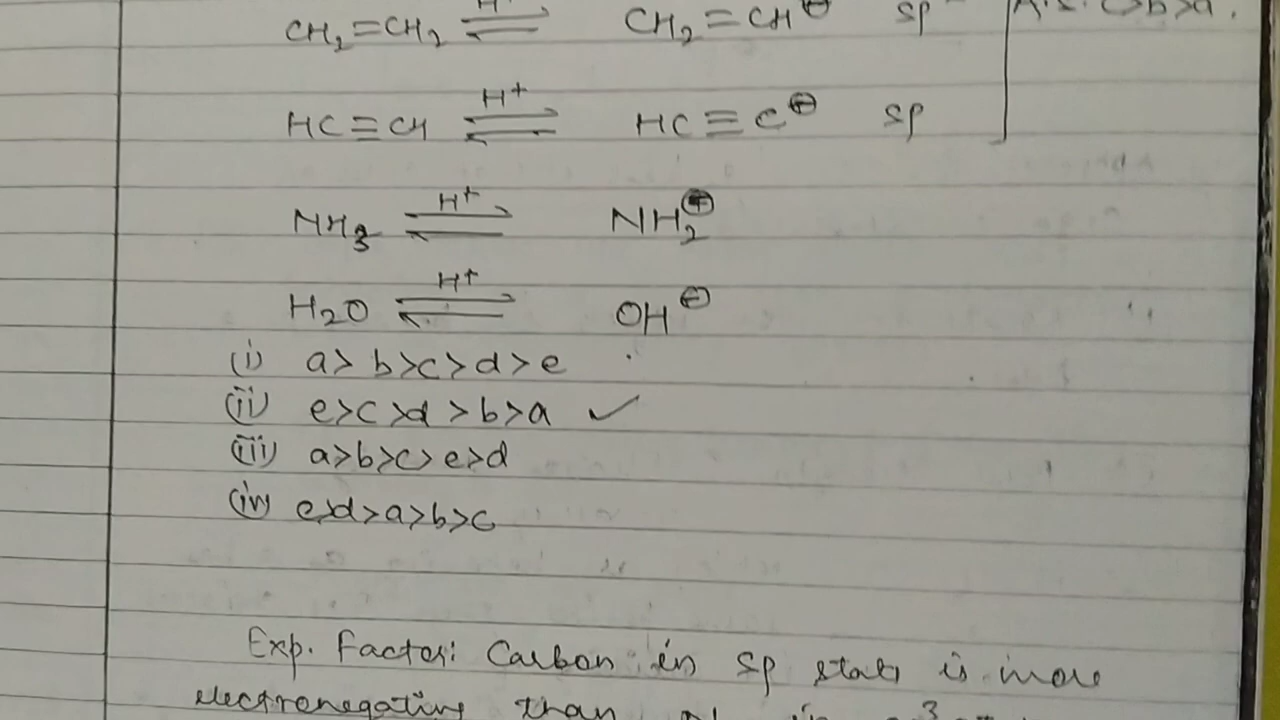 CH₂=CH₂ ⇌ CH₂=CH⊖ sp
HC≡CH ⇌ H⁺ HC≡C⊖ sp
NH₃ ⇌ H⁺ NH₂⊕
H₂O ⇌ H⁺ OH⊖
(i) a>b>c>d>e
(ii) e>c>d>b>a ✓
(iii) a>b>c>e>d
(iv) e>d>a>b>c
Exp. Factor: Carbon in sp state is more
electronegative than in